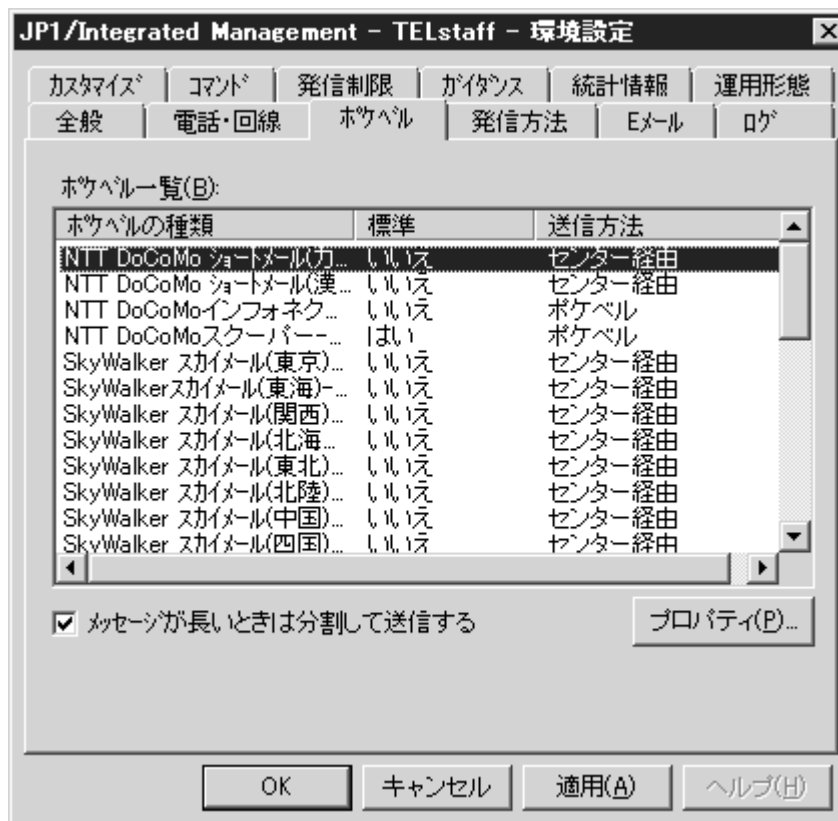 JP1/Integrated Management - TELstaff - 環境設定
ｶｽﾀﾏｲｽﾞ ｺﾏﾝﾄﾞ 発信制限 ｶﾞｲﾀﾞﾝｽ 統計情報 運用形態
全般 電話・回線 ﾎﾟｹﾍﾞﾙ 発信方法 Eﾒｰﾙ ﾛｸﾞ
ﾎﾟｹﾍﾞﾙ一覧(B):
ﾎﾟｹﾍﾞﾙの種類 標準 送信方法
NTT DoCoMo ｼｮｰﾄﾒｰﾙ(カ... いいえ センター経由
NTT DoCoMo ｼｮｰﾄﾒｰﾙ(漢... いいえ センター経由
NTT DoCoMoインフォネク... いいえ ポケベル
NTT DoCoMoスクーパー-... はい ポケベル
SkyWalker ｽｶｲﾒｰﾙ(東京)... いいえ センター経由
SkyWalkerｽｶｲﾒｰﾙ(東海)-... いいえ センター経由
SkyWalker ｽｶｲﾒｰﾙ(関西)... いいえ センター経由
SkyWalker ｽｶｲﾒｰﾙ(北海... いいえ センター経由
SkyWalker ｽｶｲﾒｰﾙ(東北)... いいえ センター経由
SkyWalker ｽｶｲﾒｰﾙ(北陸)... いいえ センター経由
SkyWalker ｽｶｲﾒｰﾙ(中国)... いいえ センター経由
SkyWalker ｽｶｲﾒｰﾙ(四国)... いいえ センター経由
ﾒｯｾｰｼﾞが長いときは分割して送信する プロパティ(P)...
OK キャンセル 適用(A) ヘルプ(H)